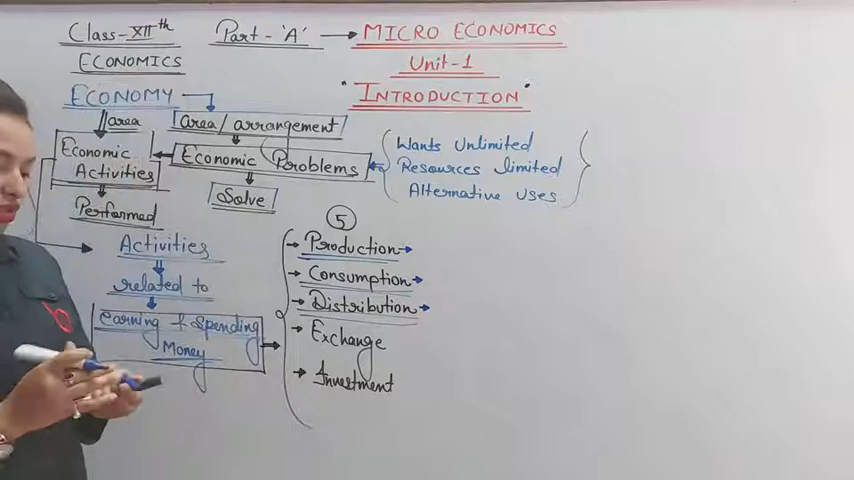 Class-XIIth Part-'A' → MICRO ECONOMICS
ECONOMICS Unit-1
INTRODUCTION
ECONOMY
area area/arrangement
Economic Activities
Economic Problems
Wants Unlimited
Resources limited
Alternative Uses
Solve
Performed
5
Activities
related to
Earning & Spending
Money
→ Production →
→ Consumption →
→ Distribution →
→ Exchange
→ Investment